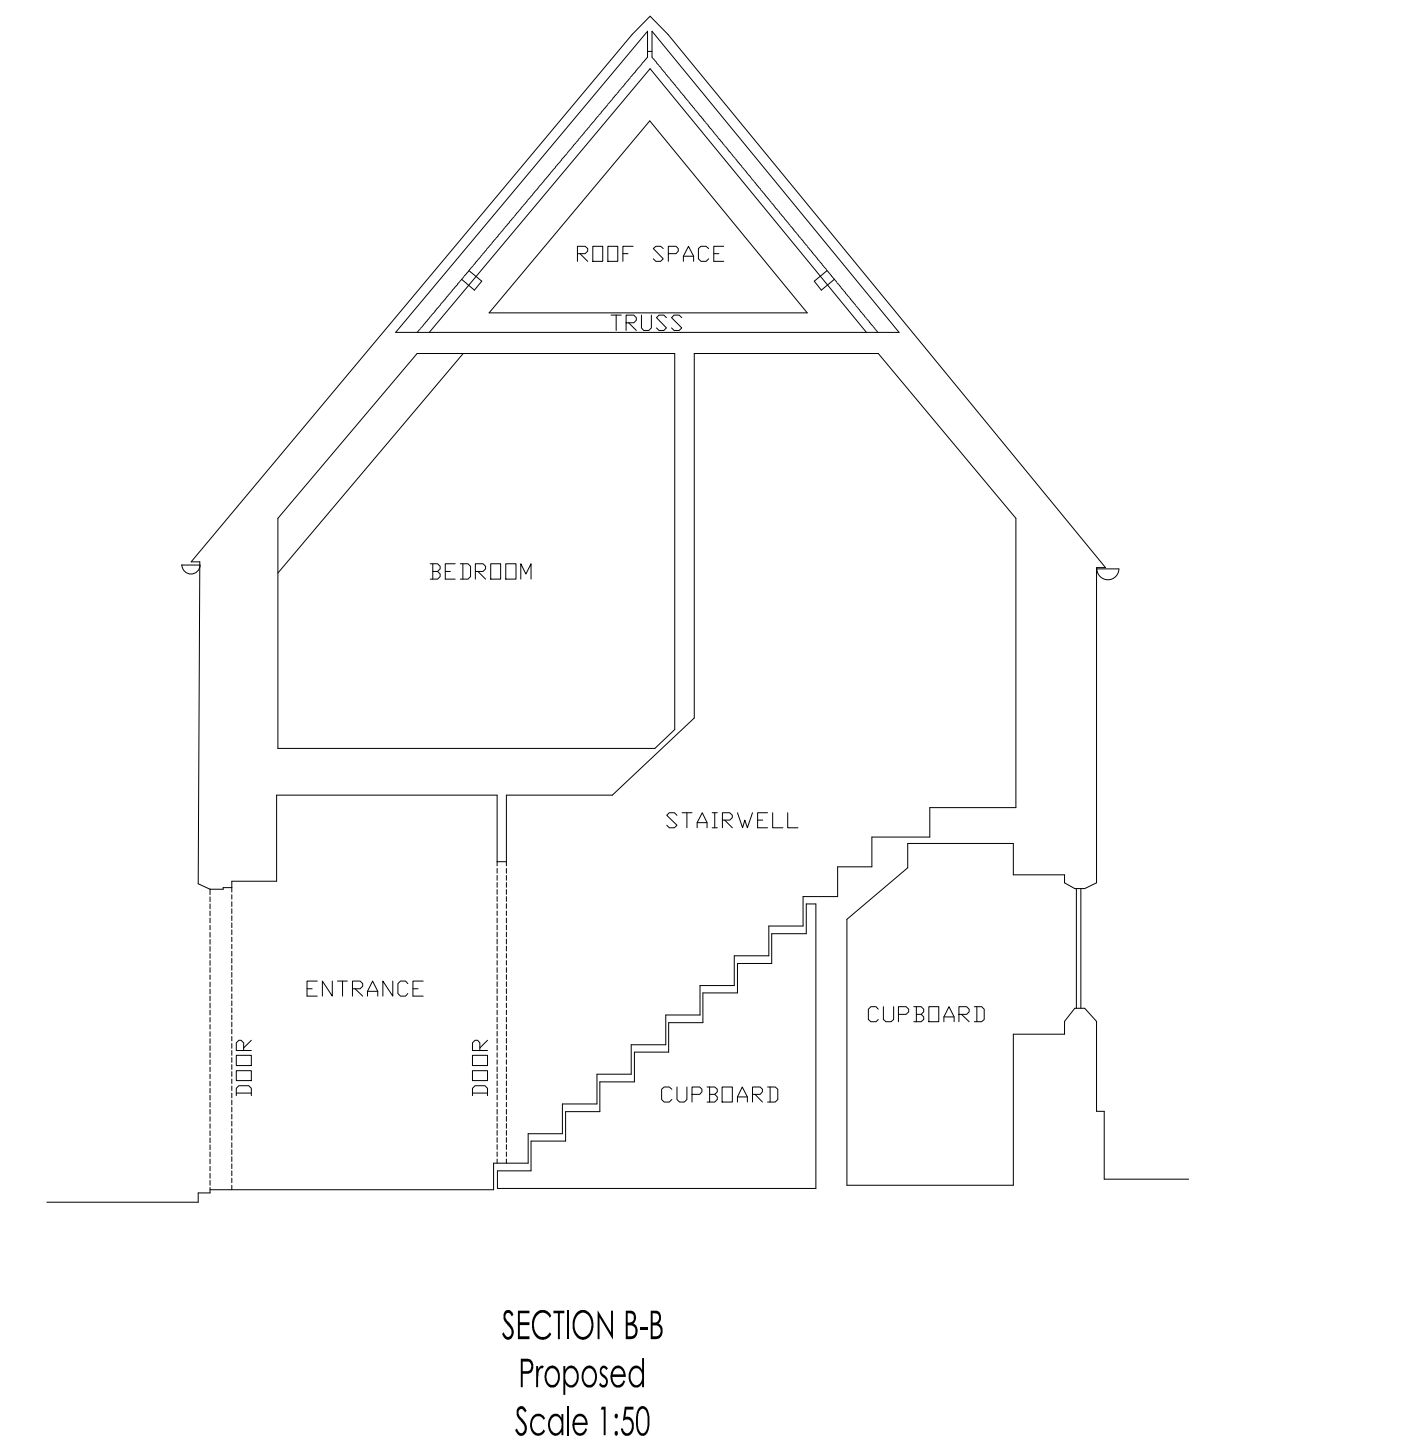 ROOF SPACE
TRUSS
BEDROOM
STAIRWELL
ENTRANCE
CUPBOARD
DOOR
DOOR
CUPBOARD
SECTION B-B
Proposed
Scale 1:50